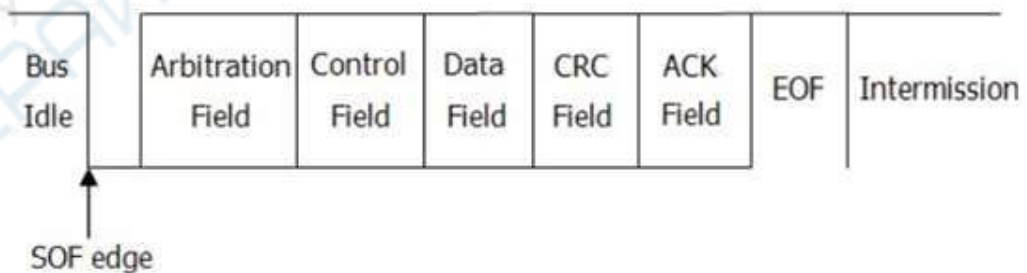 Bus Idle
Arbitration Field
Control Field
Data Field
CRC Field
ACK Field
EOF
Intermission
SOF edge